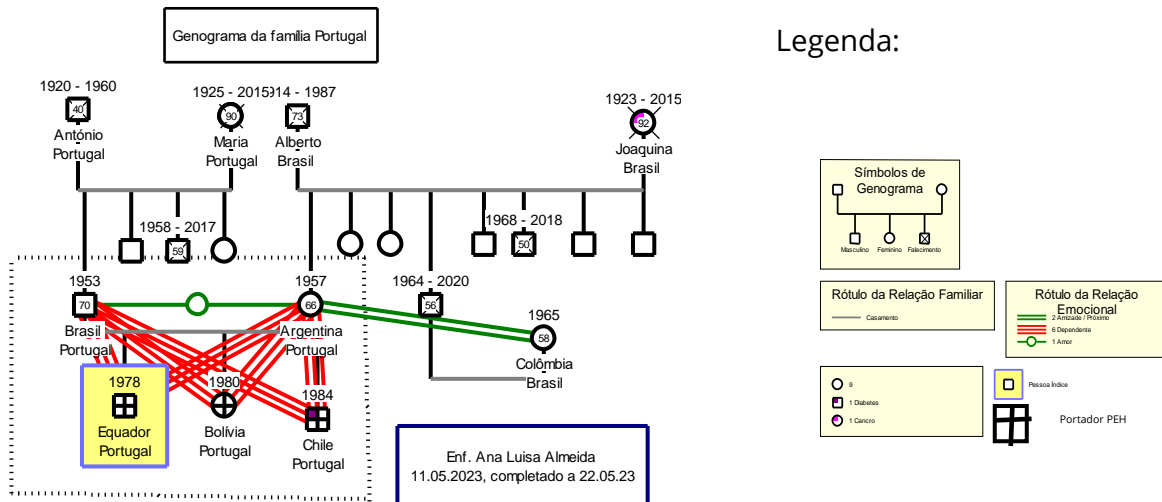 Genograma da família Portugal
Legenda:
1920 - 1960
1925 - 2015
914 - 1987
1923 - 2015
40
90
73
92
António
Portugal
Maria
Portugal
Alberto
Brasil
Joaquina
Brasil
1958 - 2017
59
1968 - 2018
50
1953
70
Brasil
Portugal
1957
66
Argentina
Portugal
1964 - 2020
56
1965
58
Colômbia
Brasil
1978
Equador
Portugal
1980
Bolívia
Portugal
1984
Chile
Portugal
Enf. Ana Luisa Almeida
11.05.2023, completado a 22.05.23
Símbolos de
Genograma
Masculino
Feminino
Falecimento
Rótulo da Relação Familiar
Casamento
Rótulo da Relação
Emocional
2 Amizade / Próximo
6 Dependente
1 Amor
9
1 Diabetes
1 Cancro
Pessoa Índice
Portador PEH